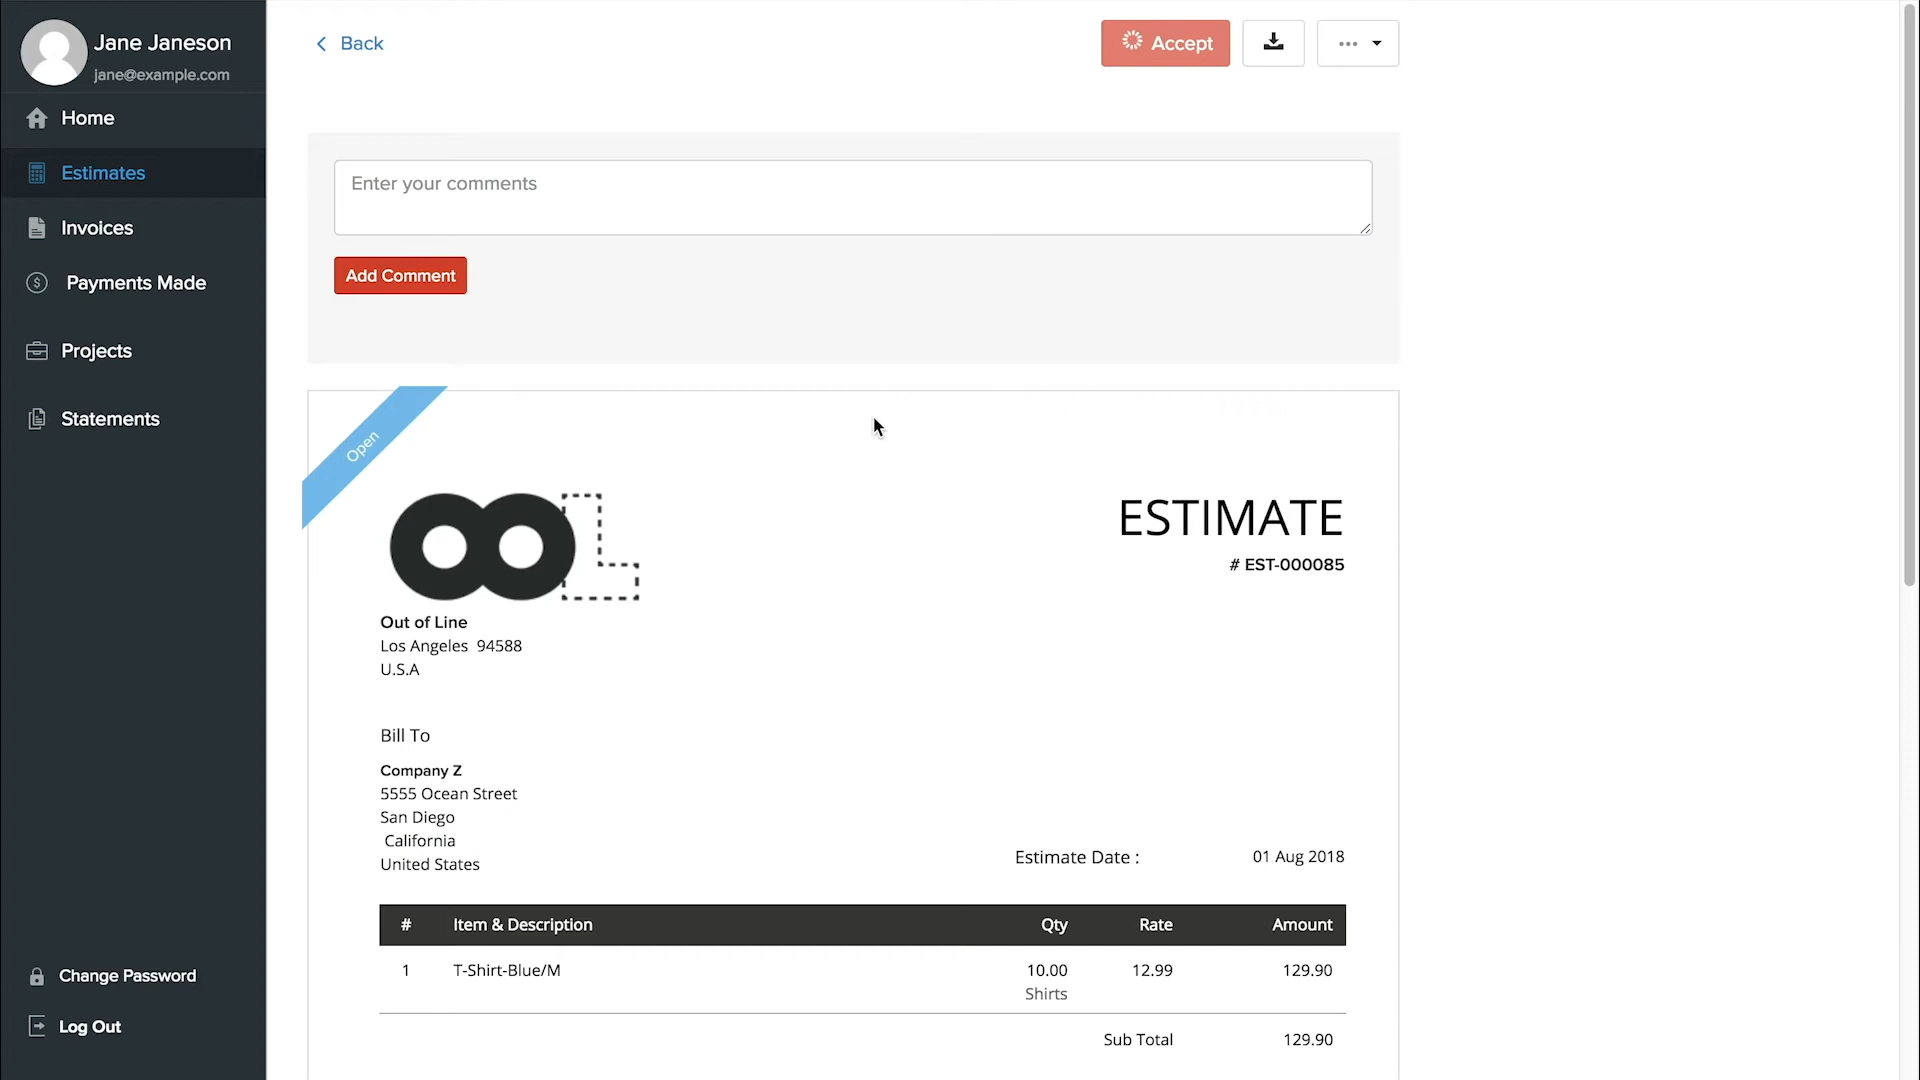 Jane Janeson
jane@example.com
Home
Estimates
Invoices
Payments Made
Projects
Statements
Change Password
Log Out
Back
Accept
Enter your comments
Add Comment
Open
ESTIMATE
# EST-000085
Out of Line
Los Angeles 94588
U.S.A
Bill To
Company Z
5555 Ocean Street
San Diego
California
United States
Estimate Date : 01 Aug 2018
# Item & Description Qty Rate Amount
1 T-Shirt-Blue/M 10.00 12.99 129.90
Shirts
Sub Total 129.90